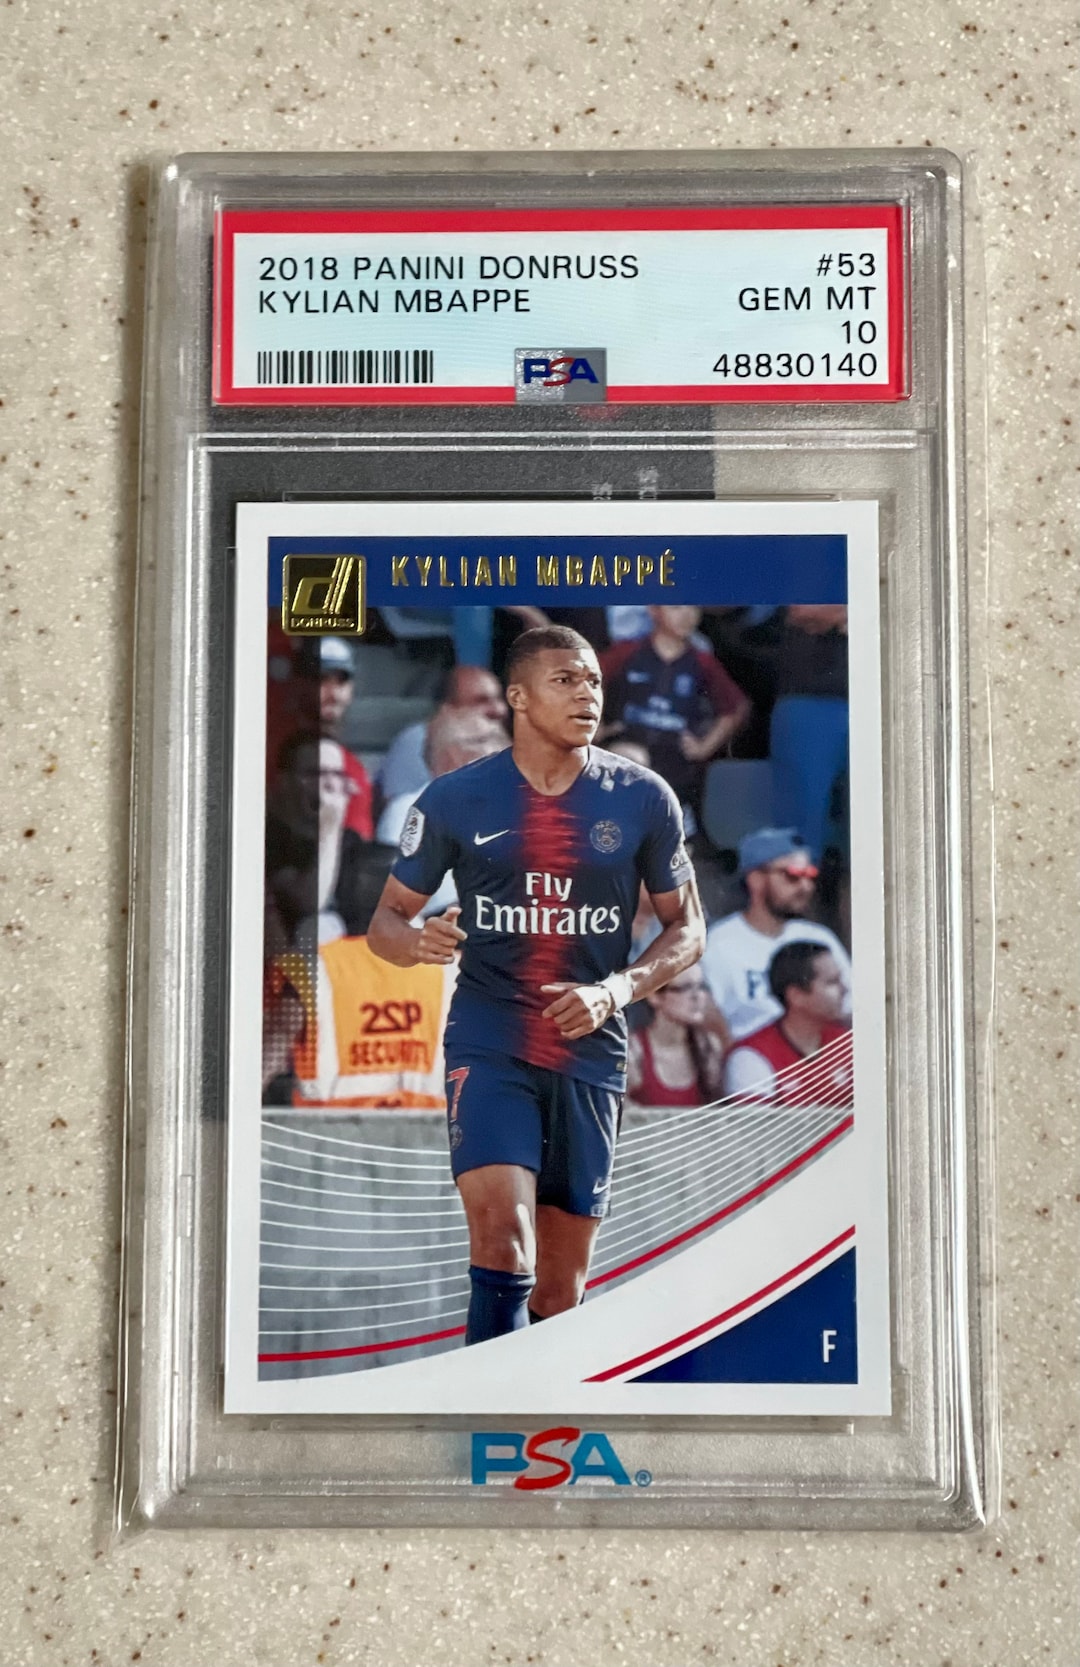 2018 PANINI DONRUSS #53
KYLIAN MBAPPE GEM MT
10
48830140
PSA
DONRUSS
KYLIAN MBAPPÉ
Fly
Emirates
2SP
SECURITY
7
F
PSA®